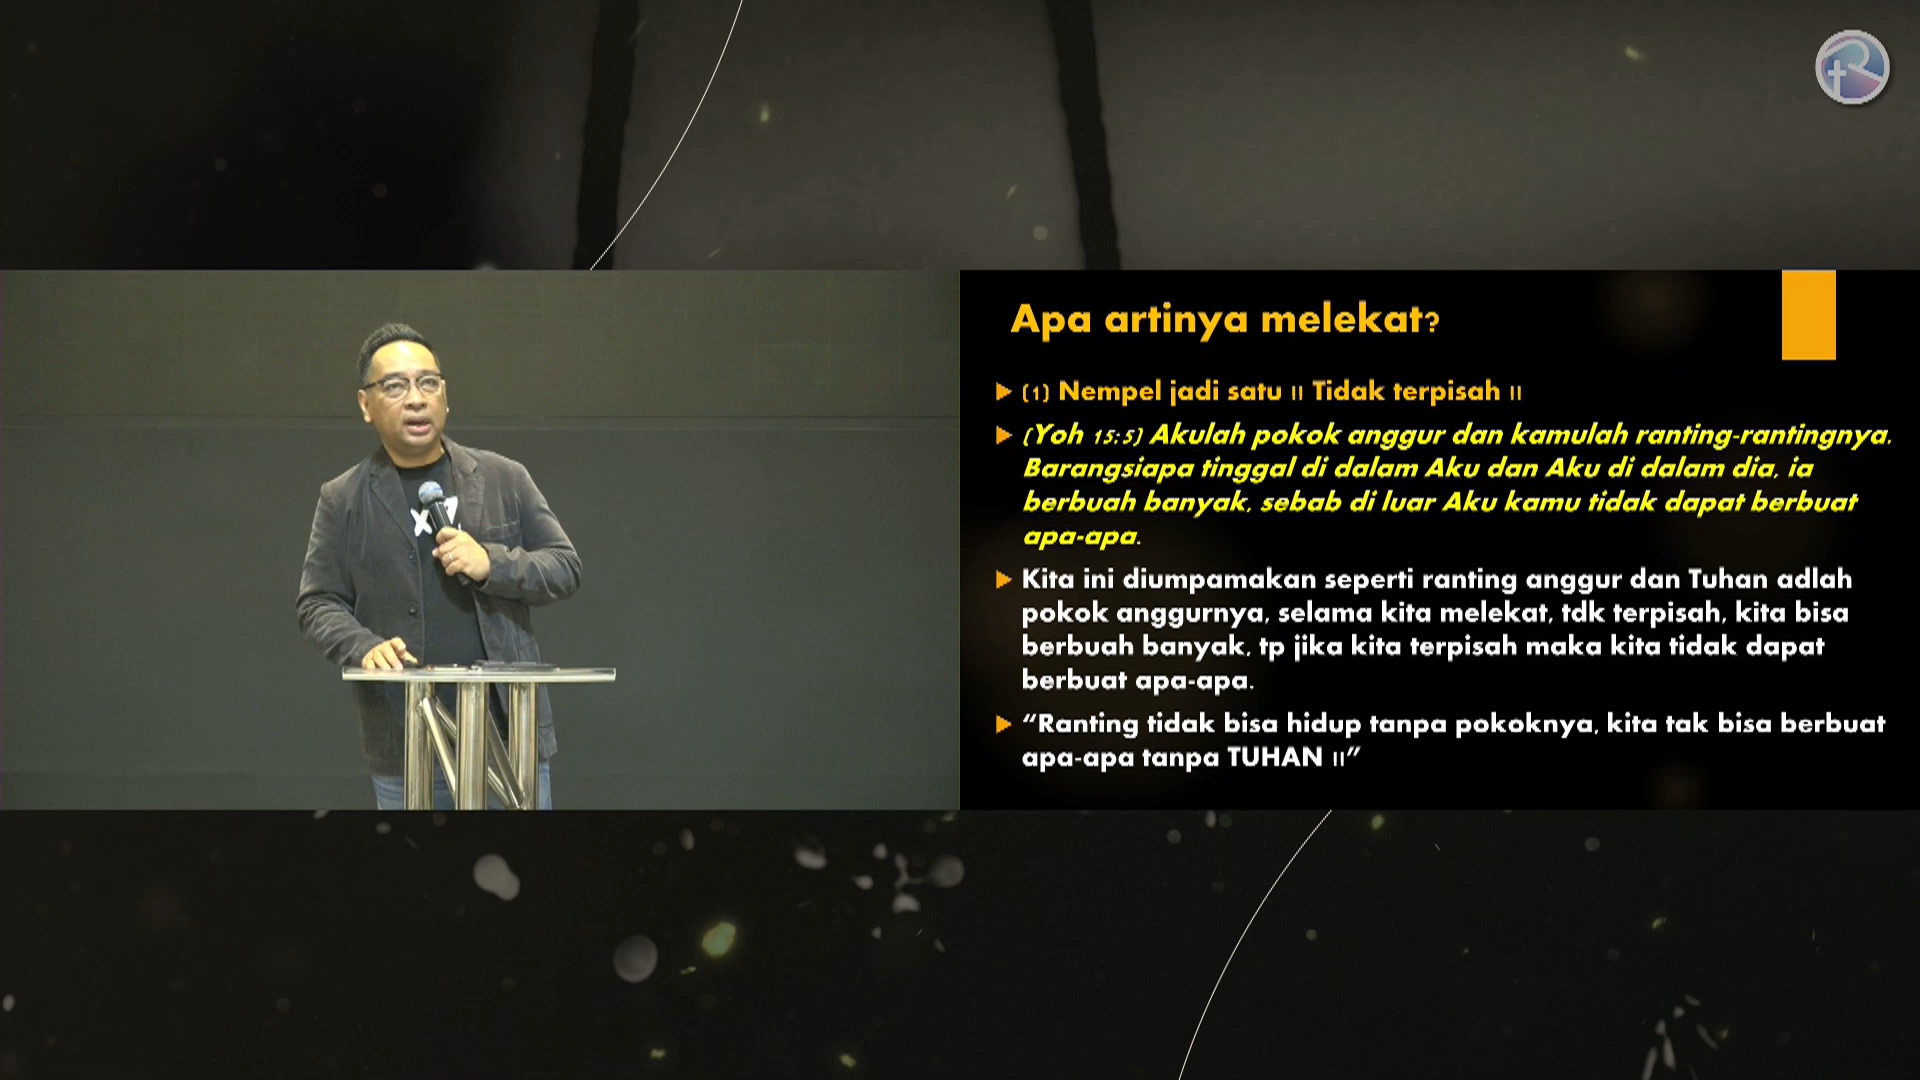 Apa artinya melekat?
(1) Nempel jadi satu !! Tidak terpisah !!
(Yoh 15:5) Akulah pokok anggur dan kamulah ranting-rantingnya.
Barangsiapa tinggal di dalam Aku dan Aku di dalam dia, ia
berbuah banyak, sebab di luar Aku kamu tidak dapat berbuat
apa-apa.
Kita ini diumpamakan seperti ranting anggur dan Tuhan adlah
pokok anggurnya, selama kita melekat, tdk terpisah, kita bisa
berbuah banyak, tp jika kita terpisah maka kita tidak dapat
berbuat apa-apa.
“Ranting tidak bisa hidup tanpa pokoknya, kita tak bisa berbuat
apa-apa tanpa TUHAN !!”